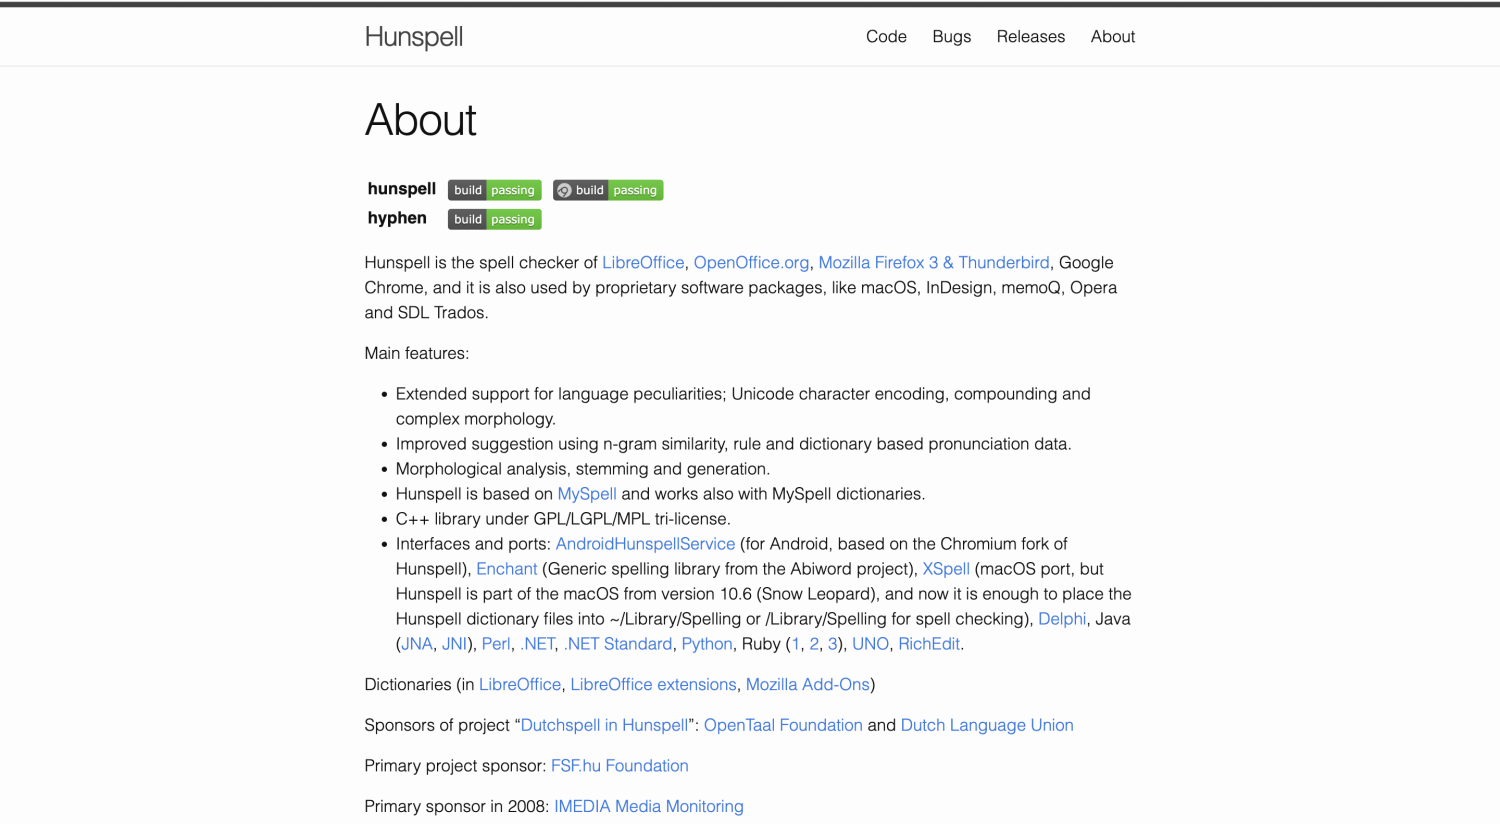 Hunspell
Code Bugs Releases About
About
hunspell build passing build passing
hyphen build passing
Hunspell is the spell checker of LibreOffice, OpenOffice.org, Mozilla Firefox 3 & Thunderbird, Google
Chrome, and it is also used by proprietary software packages, like macOS, InDesign, memoQ, Opera
and SDL Trados.
Main features:
• Extended support for language peculiarities; Unicode character encoding, compounding and
complex morphology.
• Improved suggestion using n-gram similarity, rule and dictionary based pronunciation data.
• Morphological analysis, stemming and generation.
• Hunspell is based on MySpell and works also with MySpell dictionaries.
• C++ library under GPL/LGPL/MPL tri-license.
• Interfaces and ports: AndroidHunspellService (for Android, based on the Chromium fork of
Hunspell), Enchant (Generic spelling library from the Abiword project), XSpell (macOS port, but
Hunspell is part of the macOS from version 10.6 (Snow Leopard), and now it is enough to place the
Hunspell dictionary files into ~/Library/Spelling or /Library/Spelling for spell checking), Delphi, Java
(JNA, JNI), Perl, .NET, .NET Standard, Python, Ruby (1, 2, 3), UNO, RichEdit.
Dictionaries (in LibreOffice, LibreOffice extensions, Mozilla Add-Ons)
Sponsors of project “Dutchspell in Hunspell”: OpenTaal Foundation and Dutch Language Union
Primary project sponsor: FSF.hu Foundation
Primary sponsor in 2008: IMEDIA Media Monitoring